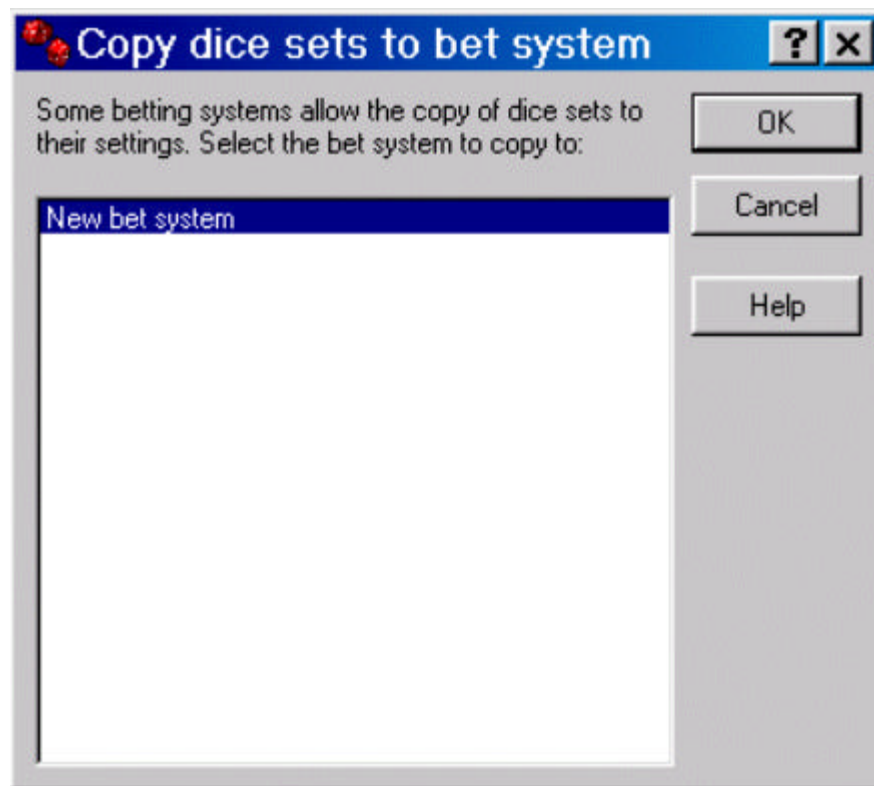 Copy dice sets to bet system
? ×
Some betting systems allow the copy of dice sets to
their settings. Select the bet system to copy to:
OK
Cancel
Help
New bet system